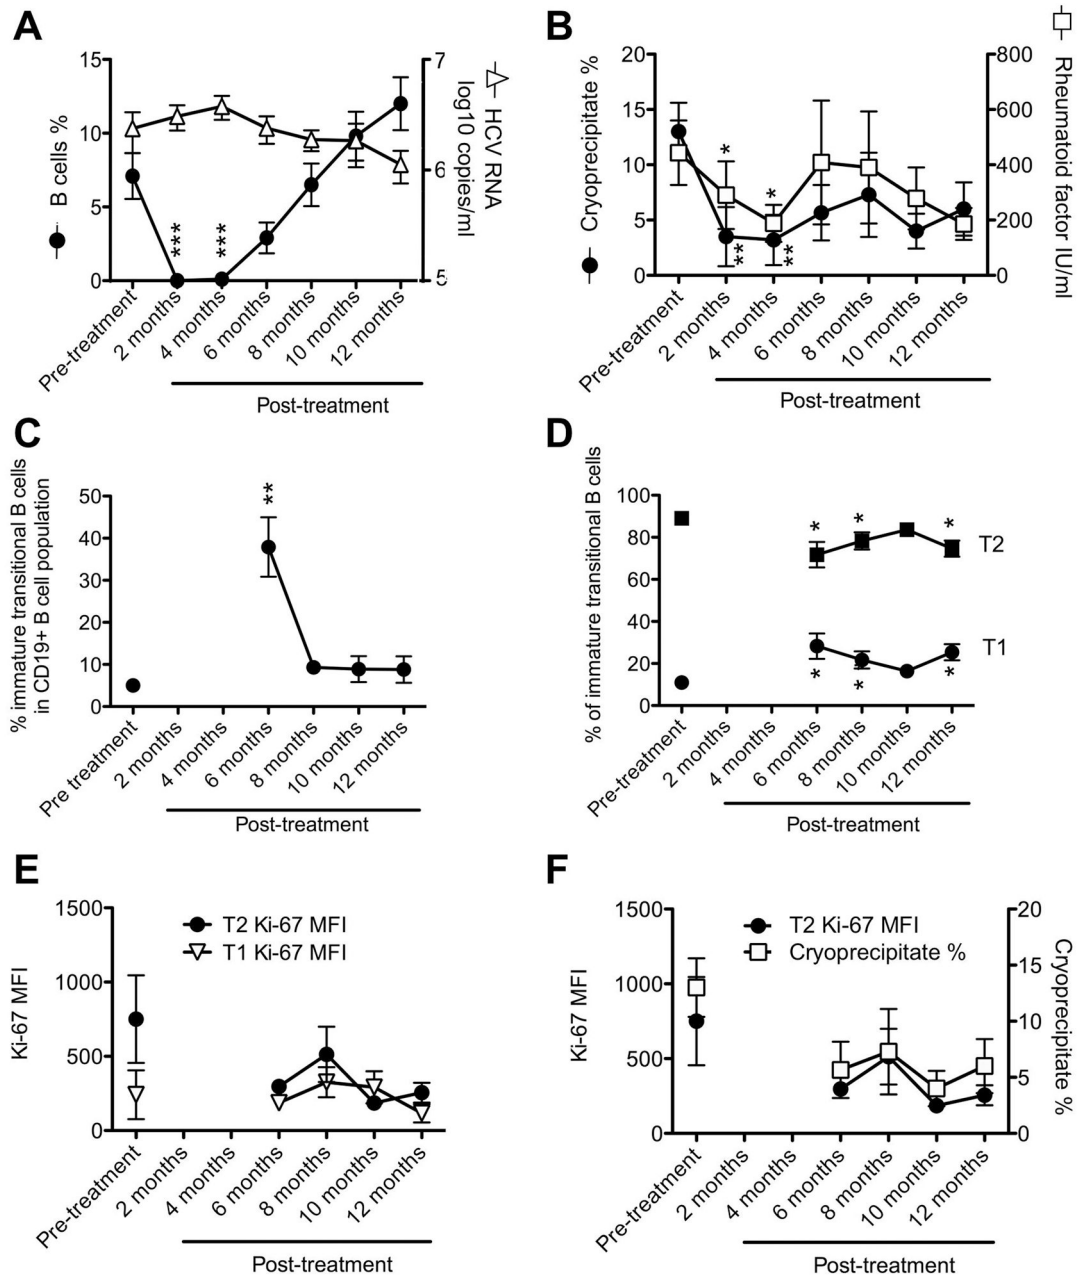 A
B cells %
15
10
5
0
7
6
5
HCV RNA
log10 copies/ml
***
***
Pre-treatment
2 months
4 months
6 months
8 months
10 months
12 months
Post-treatment
B
Cryoprecipitate %
20
15
10
5
0
800
600
400
200
0
Rheumatoid factor IU/ml
*
*
**
**
Pre-treatment
2 months
4 months
6 months
8 months
10 months
12 months
Post-treatment
C
% immature transitional B cells
in CD19+ B cell population
50
40
30
20
10
0
**
Pre treatment
2 months
4 months
6 months
8 months
10 months
12 months
Post-treatment
D
% of immature transitional B cells
100
80
60
40
20
0
*
*
*
T2
T1
*
*
*
Pre-treatment
2 months
4 months
6 months
8 months
10 months
12 months
Post-treatment
E
Ki-67 MFI
1500
1000
500
0
T2 Ki-67 MFI
T1 Ki-67 MFI
Pre-treatment
2 months
4 months
6 months
8 months
10 months
12 months
Post-treatment
F
Ki-67 MFI
1500
1000
500
0
T2 Ki-67 MFI
Cryoprecipitate %
20
15
10
5
0
Cryoprecipitate %
Pre-treatment
2 months
4 months
6 months
8 months
10 months
12 months
Post-treatment